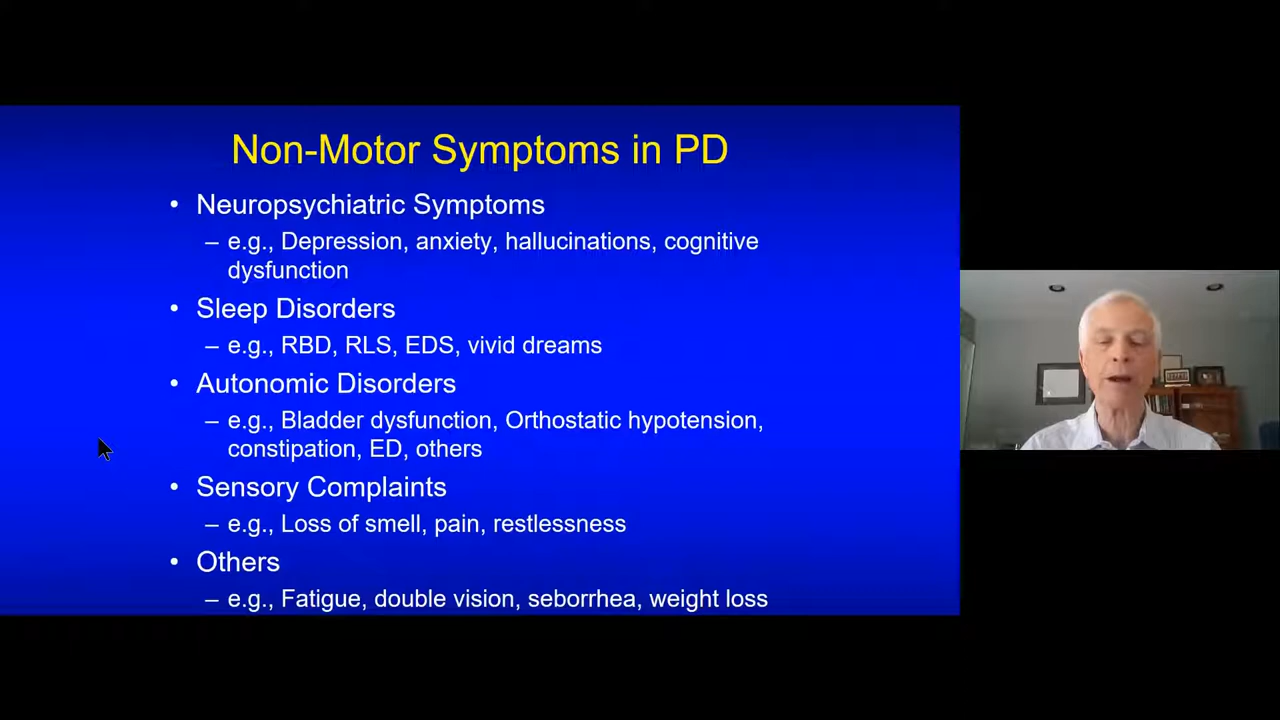 Non-Motor Symptoms in PD
• Neuropsychiatric Symptoms
– e.g., Depression, anxiety, hallucinations, cognitive
dysfunction
• Sleep Disorders
– e.g., RBD, RLS, EDS, vivid dreams
• Autonomic Disorders
– e.g., Bladder dysfunction, Orthostatic hypotension,
constipation, ED, others
• Sensory Complaints
– e.g., Loss of smell, pain, restlessness
• Others
– e.g., Fatigue, double vision, seborrhea, weight loss